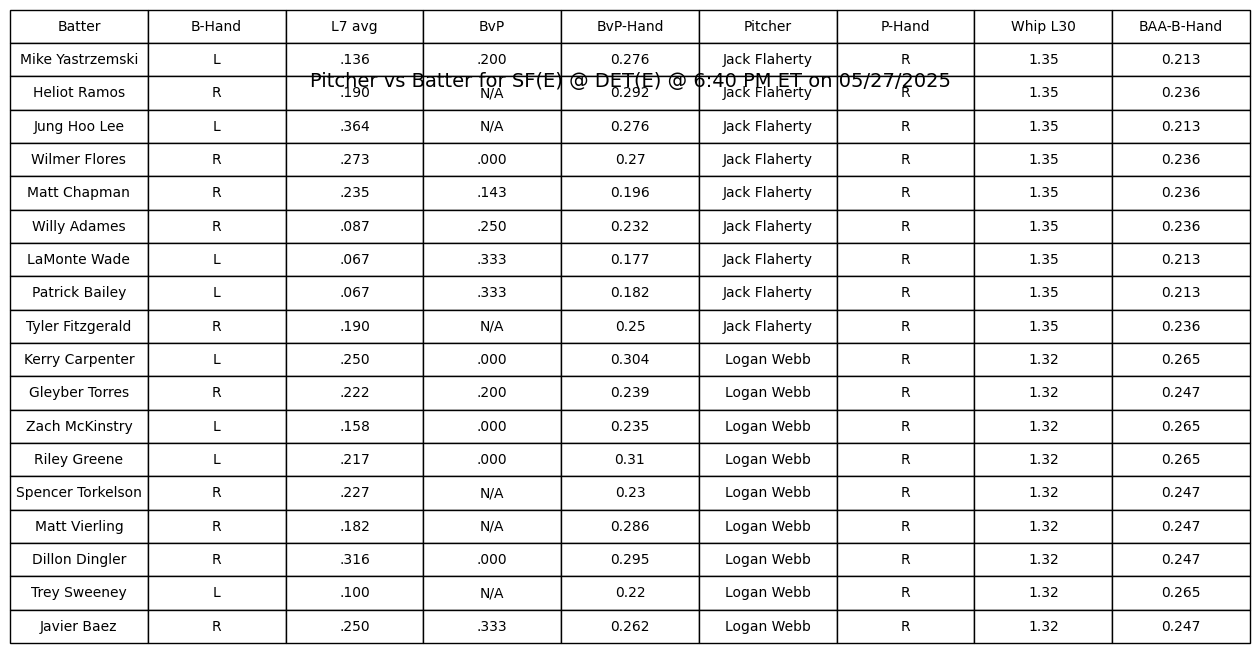 Batter B-Hand L7 avg BvP BvP-Hand Pitcher P-Hand Whip L30 BAA-B-Hand
Mike Yastrzemski L .136 .200 0.276 Jack Flaherty R 1.35 0.213
Pitcher vs Batter for SF(E) @ DET(E) @ 6:40 PM ET on 05/27/2025
Heliot Ramos R .190 N/A 0.292 Jack Flaherty R 1.35 0.236
Jung Hoo Lee L .364 N/A 0.276 Jack Flaherty R 1.35 0.213
Wilmer Flores R .273 .000 0.27 Jack Flaherty R 1.35 0.236
Matt Chapman R .235 .143 0.196 Jack Flaherty R 1.35 0.236
Willy Adames R .087 .250 0.232 Jack Flaherty R 1.35 0.236
LaMonte Wade L .067 .333 0.177 Jack Flaherty R 1.35 0.213
Patrick Bailey L .067 .333 0.182 Jack Flaherty R 1.35 0.213
Tyler Fitzgerald R .190 N/A 0.25 Jack Flaherty R 1.35 0.236
Kerry Carpenter L .250 .000 0.304 Logan Webb R 1.32 0.265
Gleyber Torres R .222 .200 0.239 Logan Webb R 1.32 0.247
Zach McKinstry L .158 .000 0.235 Logan Webb R 1.32 0.265
Riley Greene L .217 .000 0.31 Logan Webb R 1.32 0.265
Spencer Torkelson R .227 N/A 0.23 Logan Webb R 1.32 0.247
Matt Vierling R .182 N/A 0.286 Logan Webb R 1.32 0.247
Dillon Dingler R .316 .000 0.295 Logan Webb R 1.32 0.247
Trey Sweeney L .100 N/A 0.22 Logan Webb R 1.32 0.265
Javier Baez R .250 .333 0.262 Logan Webb R 1.32 0.247